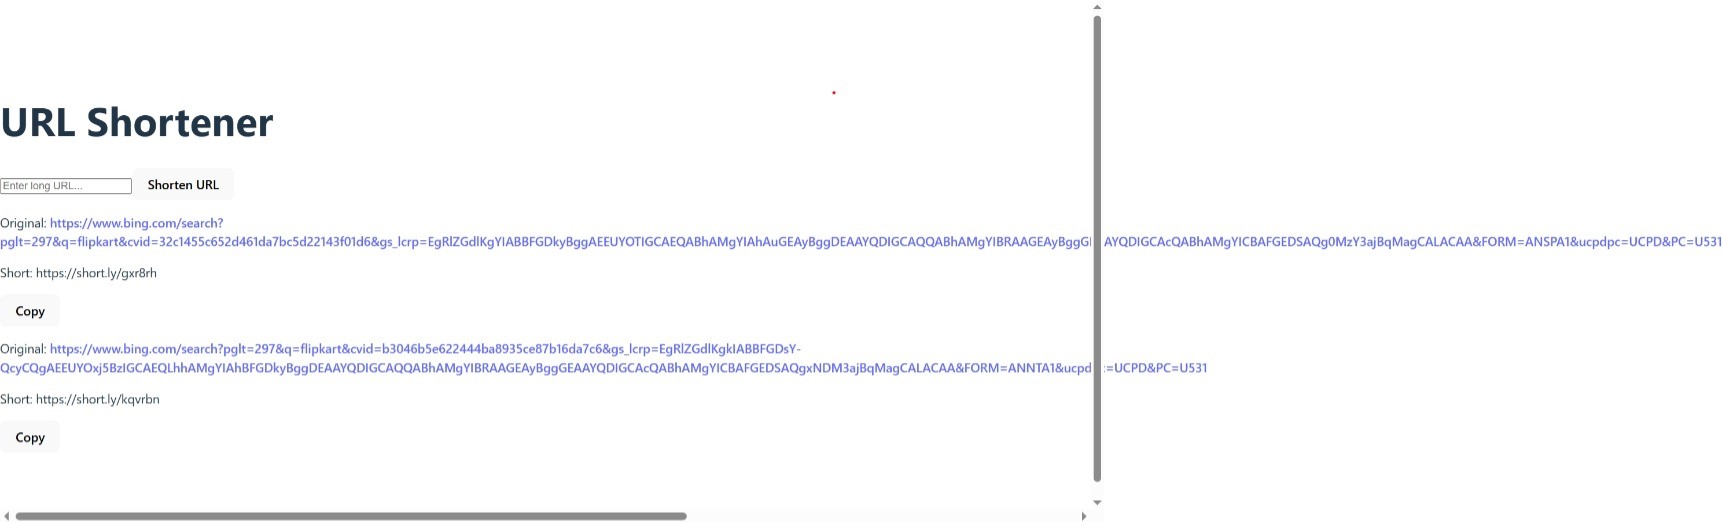 URL Shortener
Enter long URL... Shorten URL
Original: https://www.bing.com/search?
pglt=297&q=flipkart&cvid=32c1455c652d461da7bc5d22143f01d6&gs_lcrp=EgRlZGdlKgYIABBFGDkyBggAEEUYOTIGCAEQABhAMgYIAhAuGEAyBggDEAAYQDIGCAQQABhAMgYIBRAAGEAyBggG AYQDIGCAcQABhAMgYICBAFGEDSAQg0MzY3ajBqMagCALACAA&FORM=ANSPA1&ucpdpc=UCPD&PC=U531
Short: https://short.ly/gxr8rh
Copy
Original: https://www.bing.com/search?pglt=297&q=flipkart&cvid=b3046b5e622444ba8935ce87b16da7c6&gs_lcrp=EgRlZGdlKgkIABBFGDsY-
QcyCQgAEEUYOxj5BzIGCAEQLhhAMgYIAhBFGDkyBggDEAAYQDIGCAQQABhAMgYIBRAAGEAyBggGEAAYQDIGCAcQABhAMgYICBAFGEDSAQgxNDM3ajBqMagCALACAA&FORM=ANNTA1&ucpd c=UCPD&PC=U531
Short: https://short.ly/kqvrbn
Copy